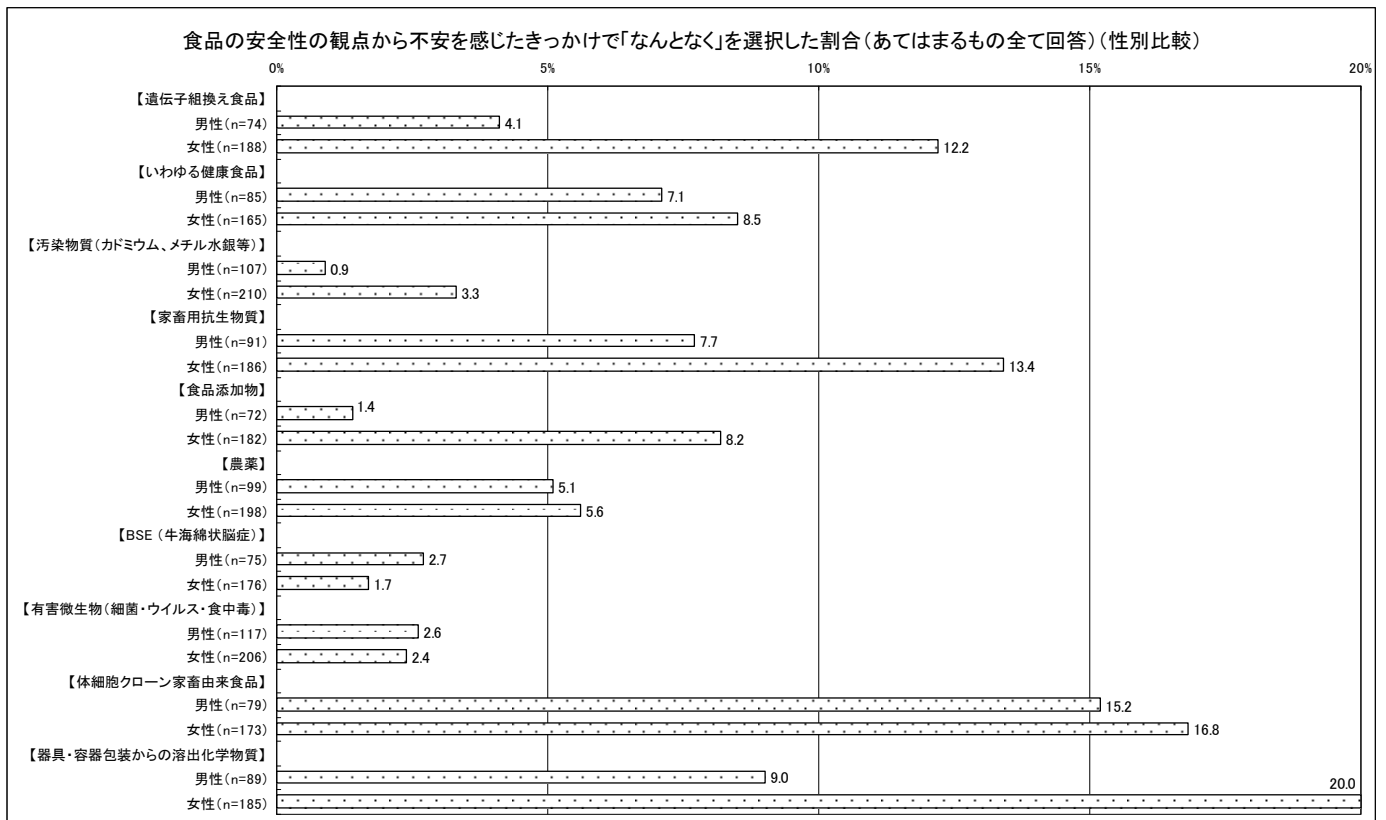 食品の安全性の観点から不安を感じたきっかけで「なんとなく」を選択した割合(あてはまるもの全て回答)(性別比較)
0% 5% 10% 15% 20%
【遺伝子組換え食品】
男性(n=74) 4.1
女性(n=188) 12.2
【いわゆる健康食品】
男性(n=85) 7.1
女性(n=165) 8.5
【汚染物質(カドミウム、メチル水銀等)】
男性(n=107) 0.9
女性(n=210) 3.3
【家畜用抗生物質】
男性(n=91) 7.7
女性(n=186) 13.4
【食品添加物】
男性(n=72) 1.4
女性(n=182) 8.2
【農薬】
男性(n=99) 5.1
女性(n=198) 5.6
【BSE (牛海綿状脳症)】
男性(n=75) 2.7
女性(n=176) 1.7
【有害微生物(細菌・ウイルス・食中毒)】
男性(n=117) 2.6
女性(n=206) 2.4
【体細胞クローン家畜由来食品】
男性(n=79) 15.2
女性(n=173) 16.8
【器具・容器包装からの溶出化学物質】
男性(n=89) 9.0
女性(n=185) 20.0